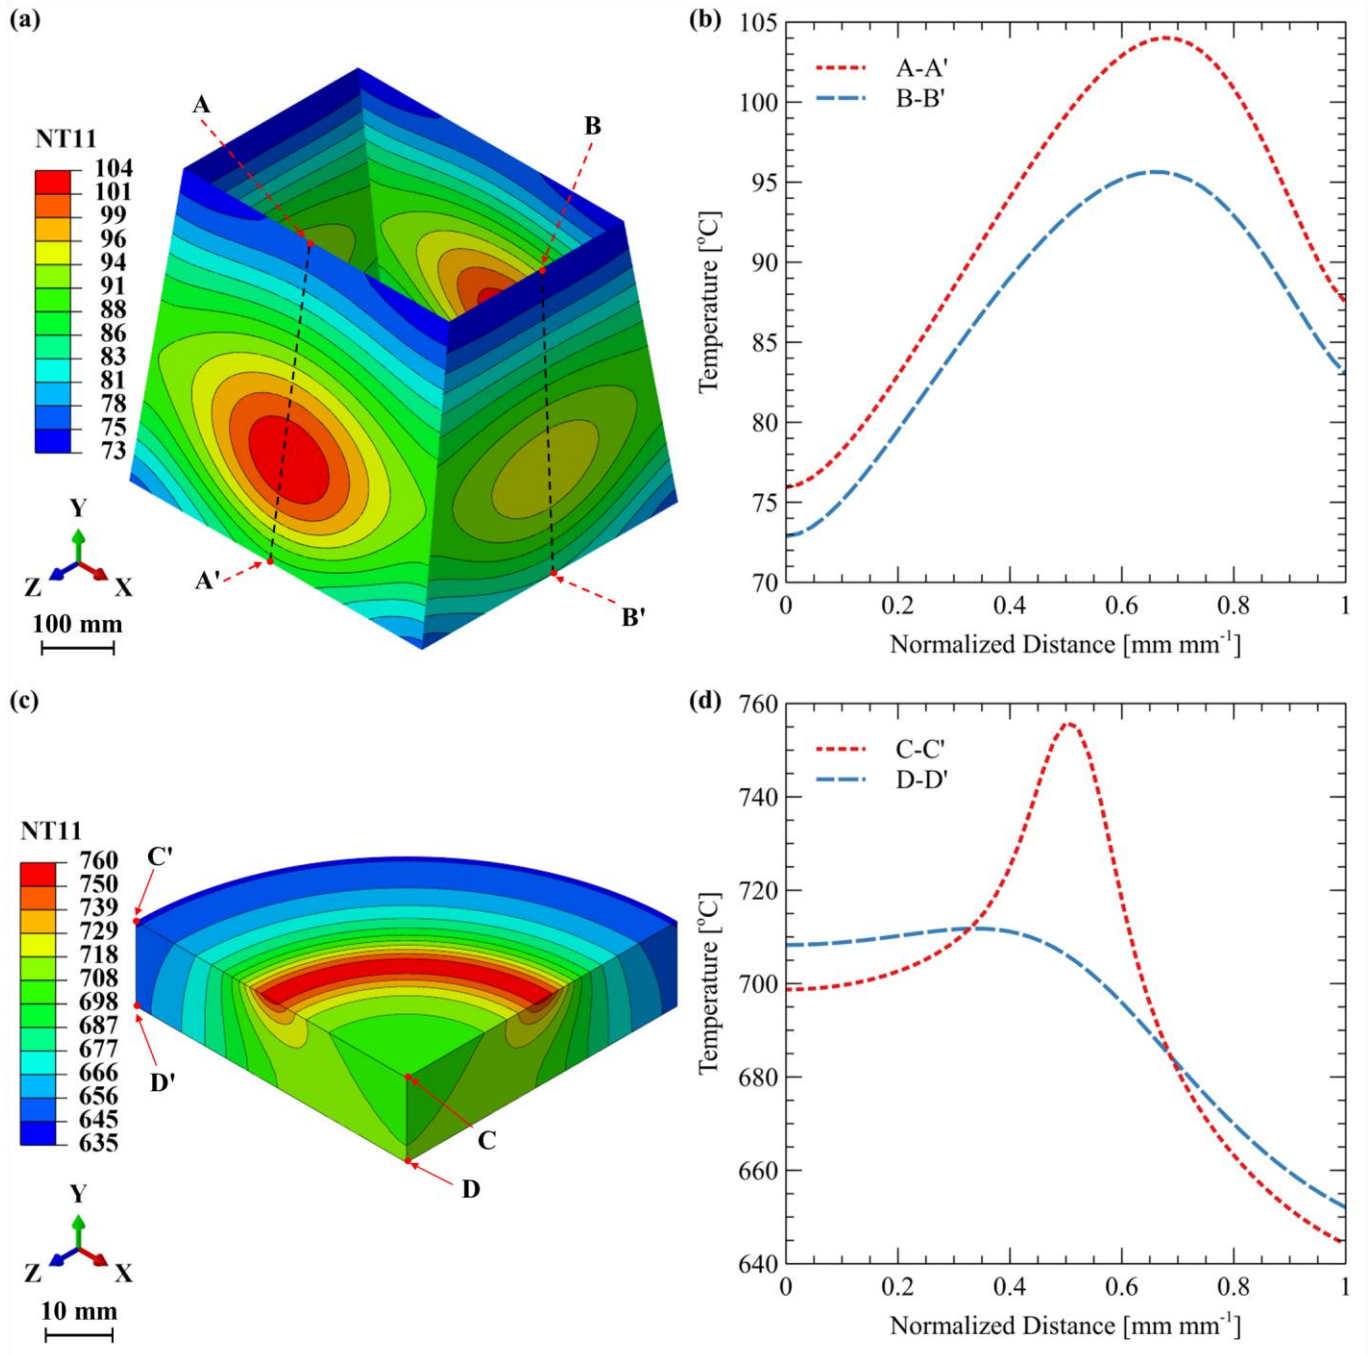 (a)
A
B
NT11
104
101
99
96
94
91
88
86
83
81
78
75
73
Y
Z
X
100 mm
A'
B'
(b)
105
100
95
90
85
80
75
70
Temperature [°C]
A-A'
B-B'
0
0.2
0.4
0.6
0.8
1
Normalized Distance [mm mm⁻¹]
(c)
NT11
760
750
739
729
718
708
698
687
677
666
656
645
635
C'
D'
C
D
Y
Z
X
10 mm
(d)
760
740
720
700
680
660
640
Temperature [°C]
C-C'
D-D'
0
0.2
0.4
0.6
0.8
1
Normalized Distance [mm mm⁻¹]